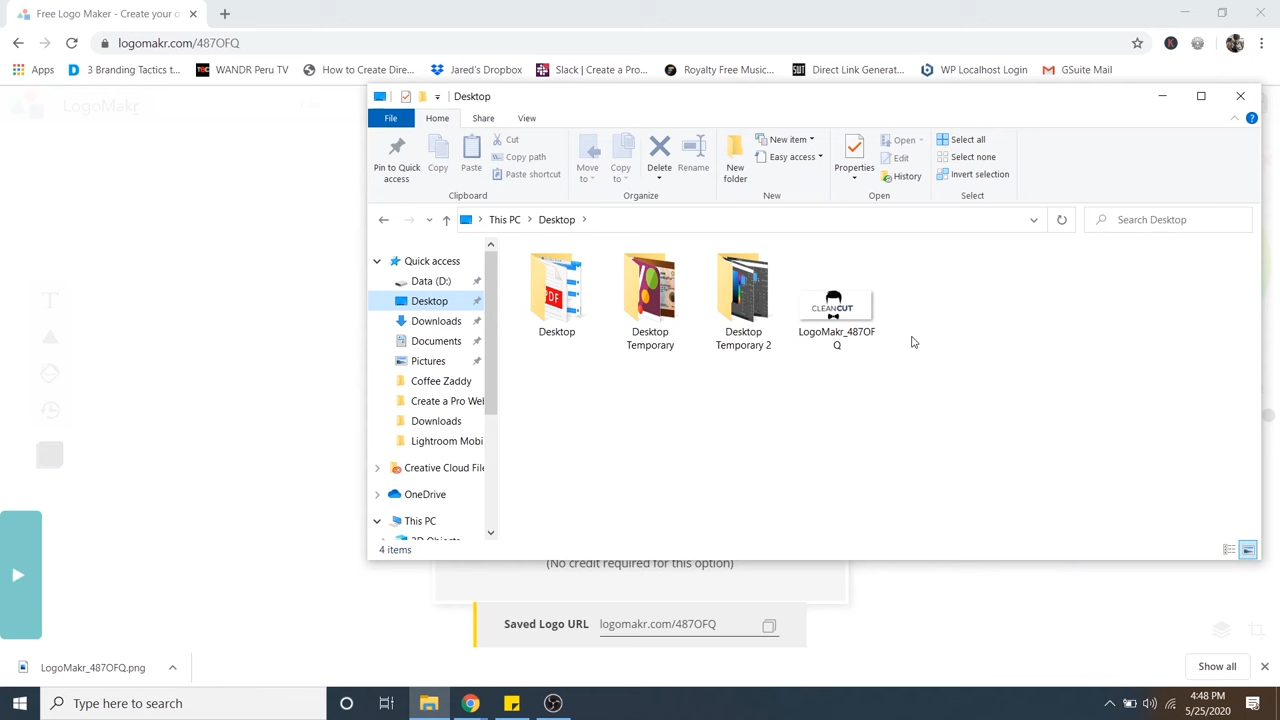 Free Logo Maker - Create your o
logomakr.com/487OFQ
Apps
3 Branding Tactics t...
WANDR Peru TV
How to Create Dire...
Jared's Dropbox
Slack | Create a Pro...
Royalty Free Music...
Direct Link Generat...
WP Localhost Login
GSuite Mail
LogoMakr
Desktop
File
Home
Share
View
Pin to Quick
access
Copy
Paste
Cut
Copy path
Paste shortcut
Clipboard
Move
to
Copy
to
Delete
Rename
Organize
New
folder
New item
Easy access
New
Properties
Open
Edit
History
Open
Select all
Select none
Invert selection
Select
This PC
Desktop
Search Desktop
Quick access
Data (D:)
Desktop
Downloads
Documents
Pictures
Coffee Zaddy
Create a Pro Wel
Downloads
Lightroom Mobi
Creative Cloud File
OneDrive
This PC
3D Objects
PDF
Desktop
Desktop
Temporary
Desktop
Temporary 2
CLEANCUT
LogoMakr_487OF
Q
4 items
(No credit required for this option)
Saved Logo URL
logomakr.com/487OFQ
LogoMakr_487OFQ.png
Show all
Type here to search
4:48 PM
5/25/2020